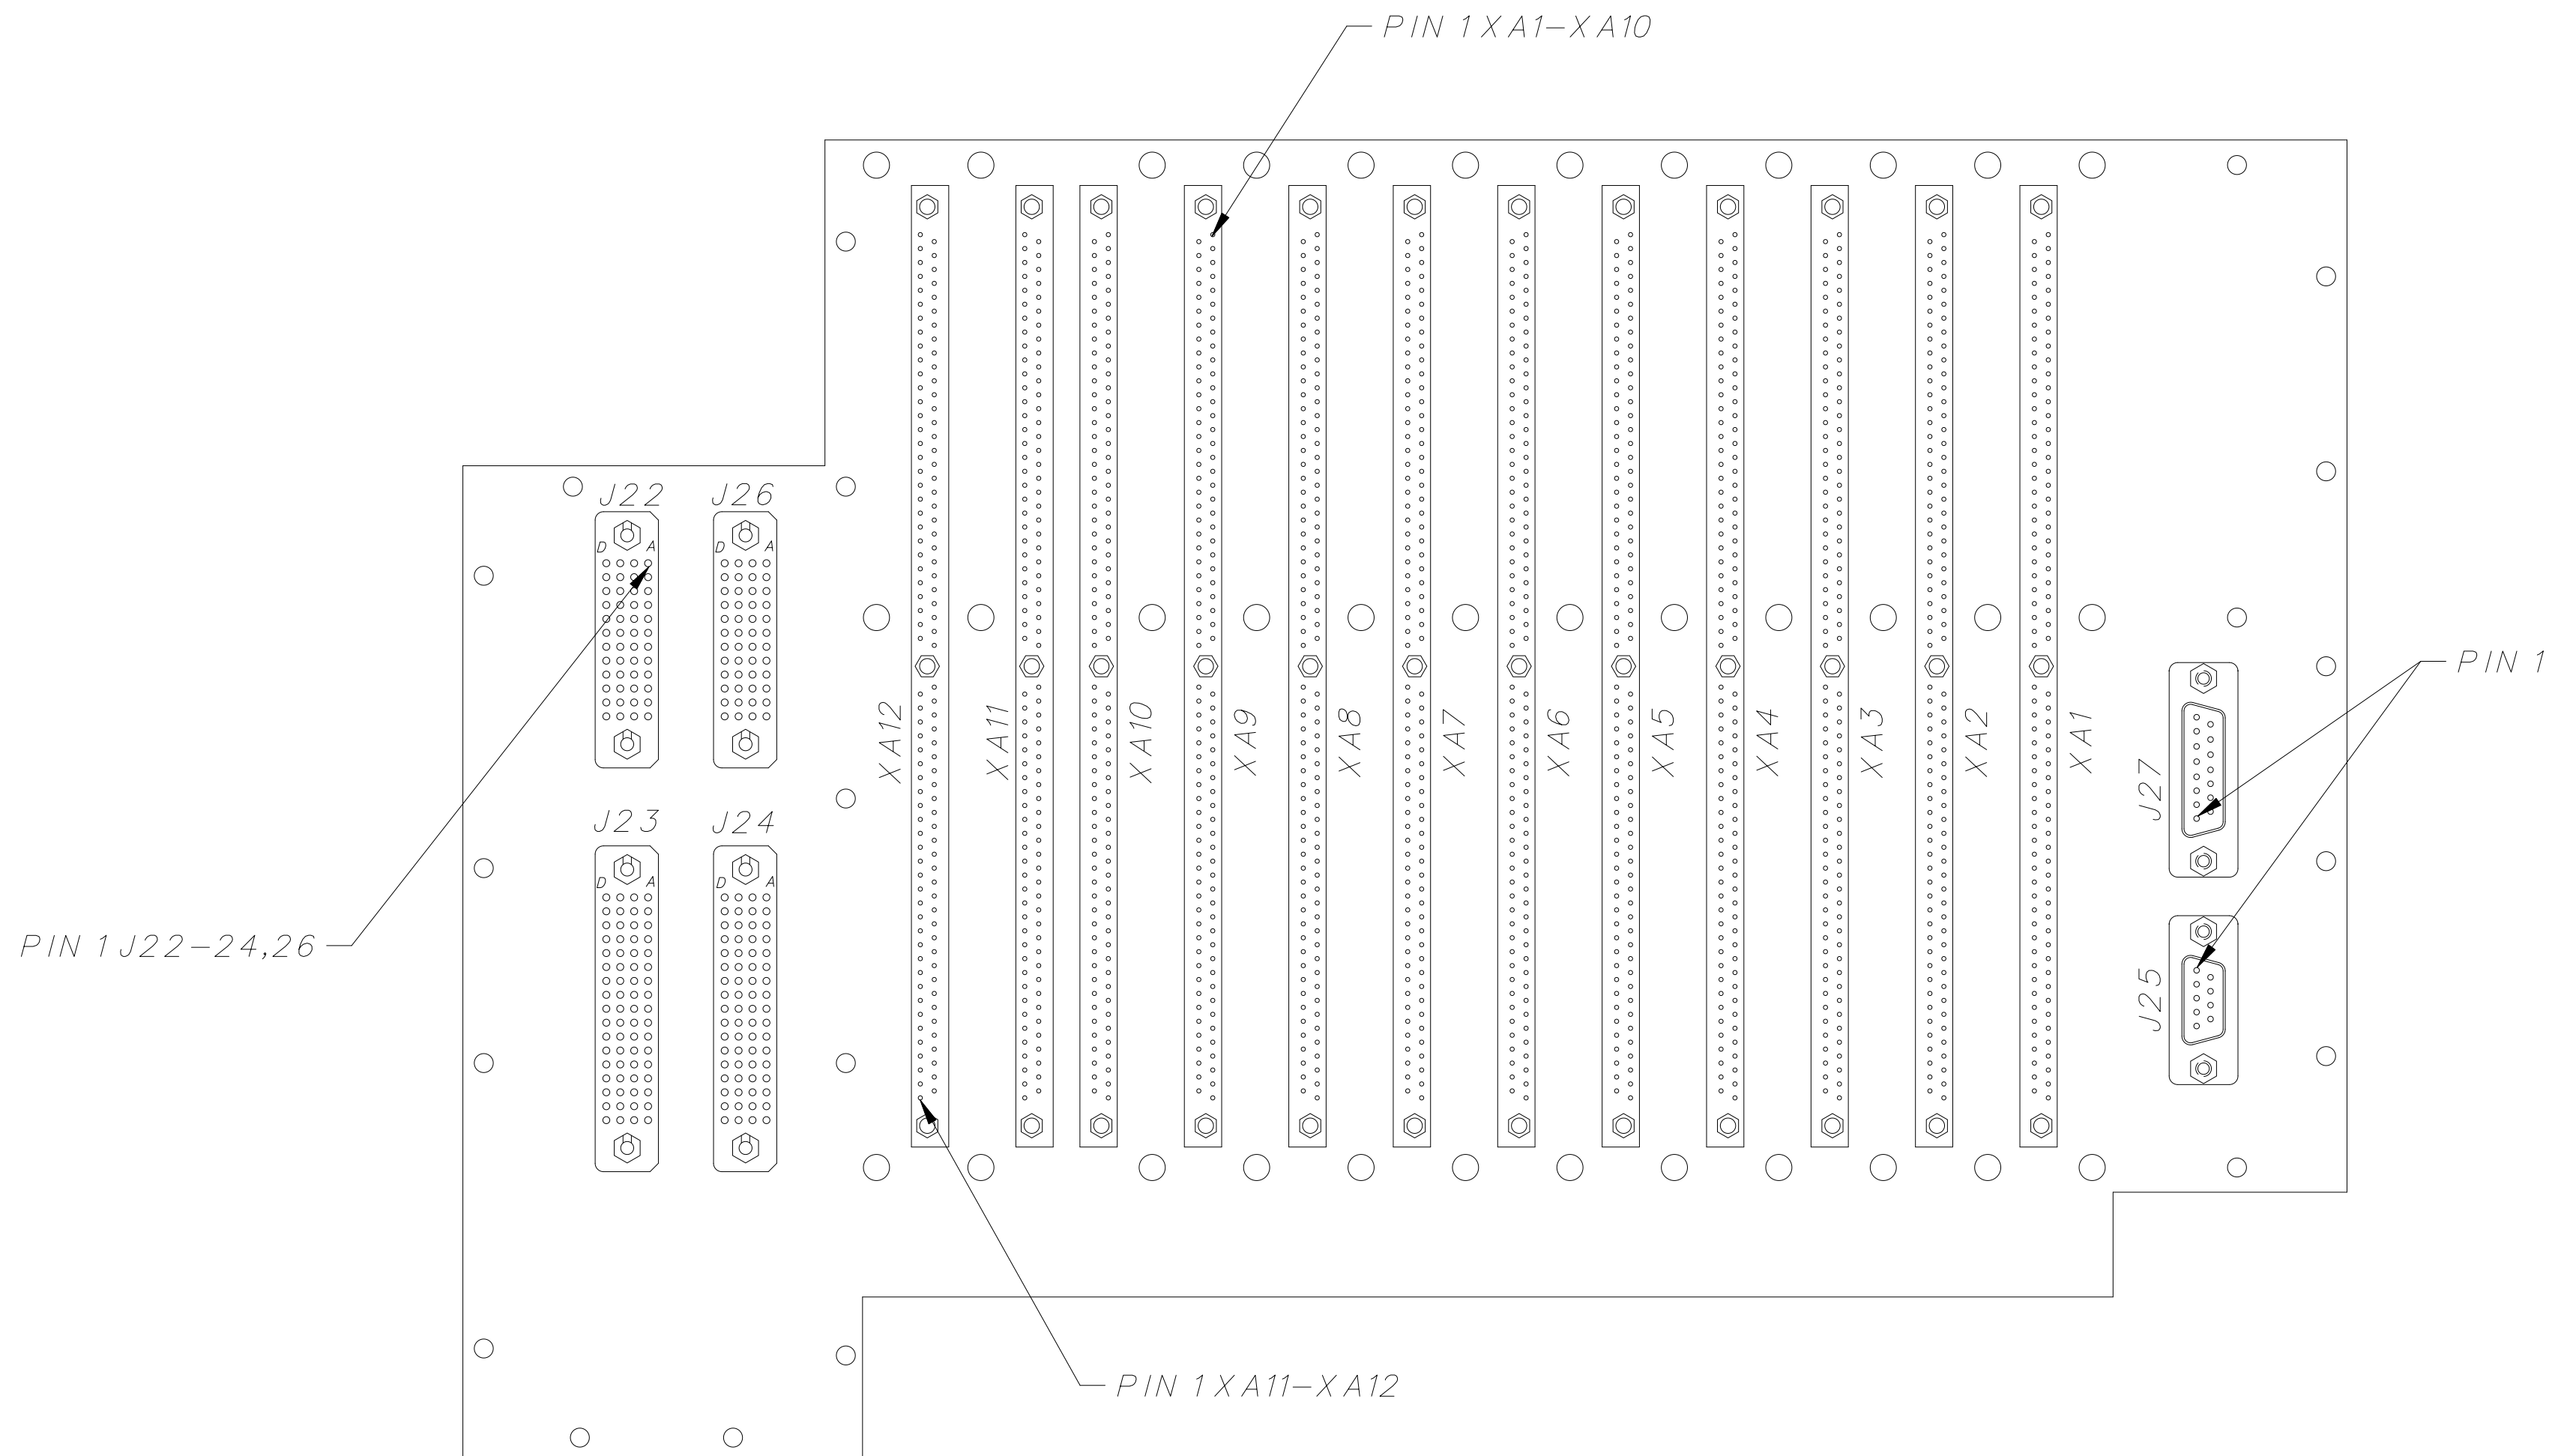 PIN 1 XA1-XA10
J22 J26
D A D A
XA12 XA11 XA10 XA9 XA8 XA7 XA6 XA5 XA4 XA3 XA2 XA1
PIN 1
J27
J23 J24
D A D A
PIN 1 J22-24,26
J25
PIN 1 XA11-XA12